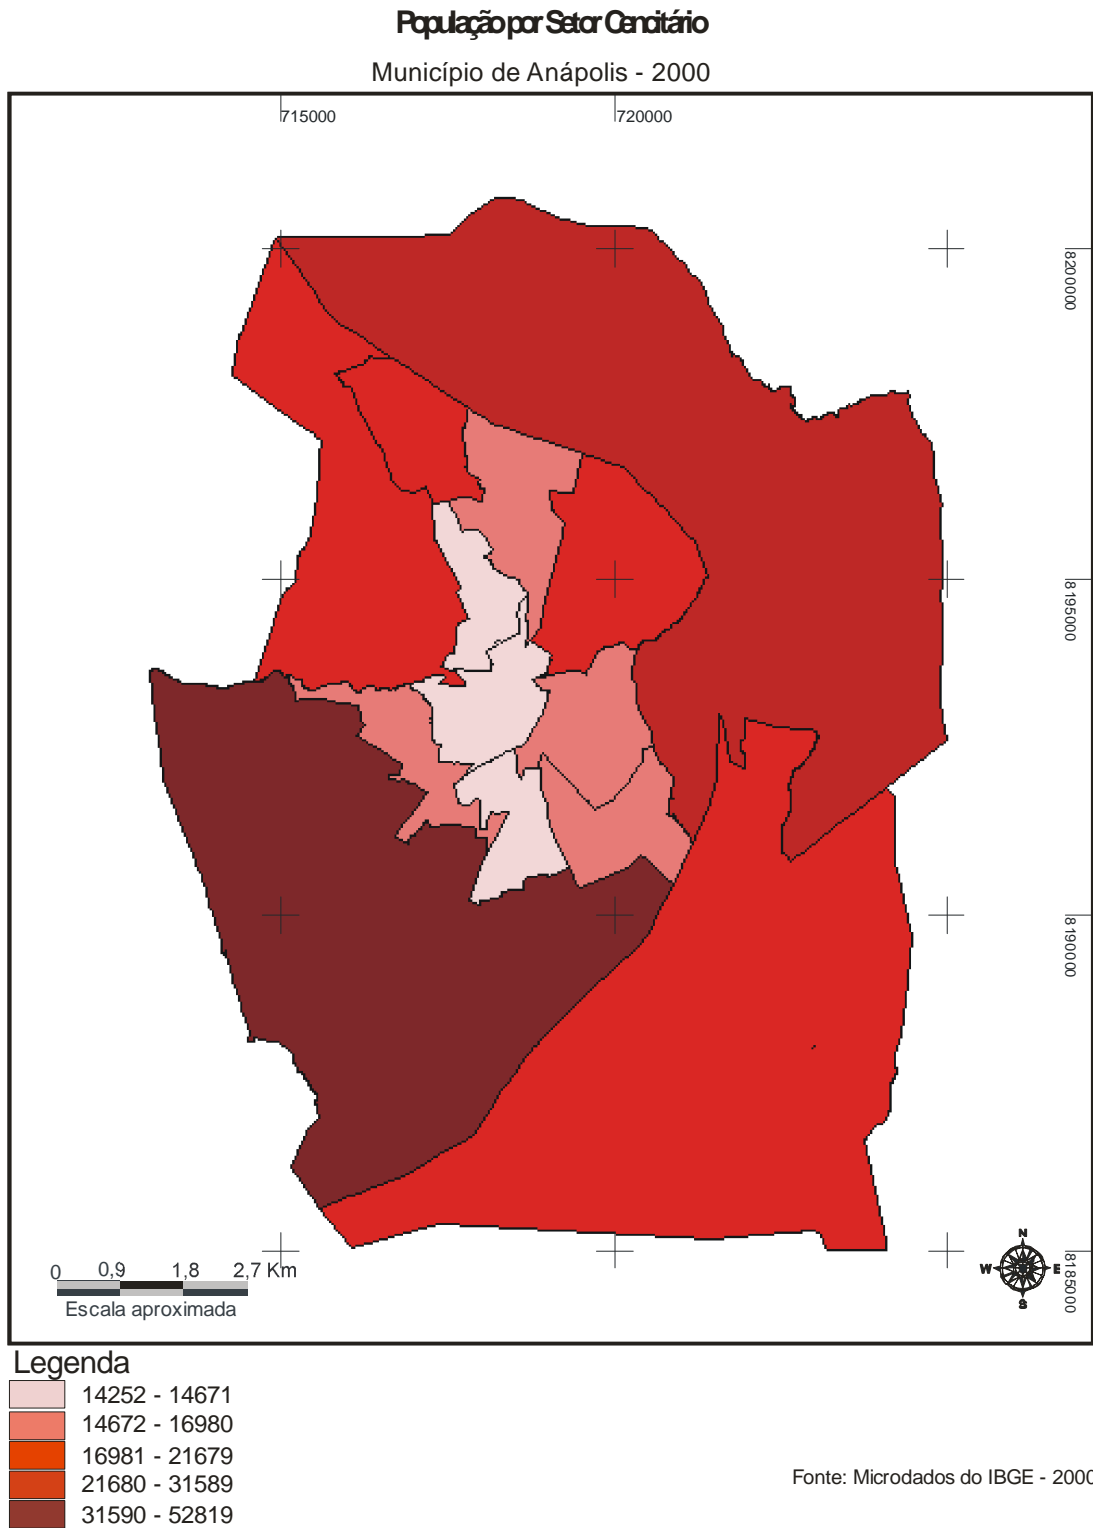 População por Setor Cencitário
Município de Anápolis - 2000
715000
720000
8200000
8195000
8190000
8185000
N
W E
S
0 0,9 1,8 2,7 Km
Escala aproximada
Legenda
14252 - 14671
14672 - 16980
16981 - 21679
21680 - 31589
31590 - 52819
Fonte: Microdados do IBGE - 2000